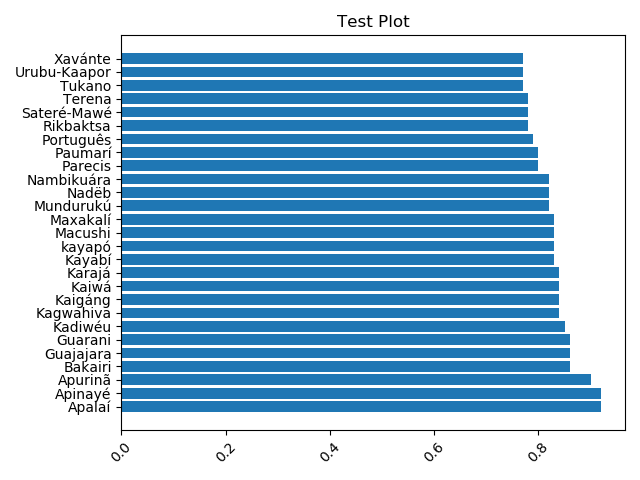 Test Plot
Xavánte
Urubu-Kaapor
Tukano
Terena
Sateré-Mawé
Rikbaktsa
Português
Paumarí
Parecis
Nambikuára
Nadëb
Mundurukú
Maxakalí
Macushi
kayapó
Kayabí
Karajá
Kaiwá
Kaigáng
Kagwahiva
Kadiwéu
Guarani
Guajajara
Bakairi
Apurinã
Apinayé
Apalaí
0.0 0.2 0.4 0.6 0.8